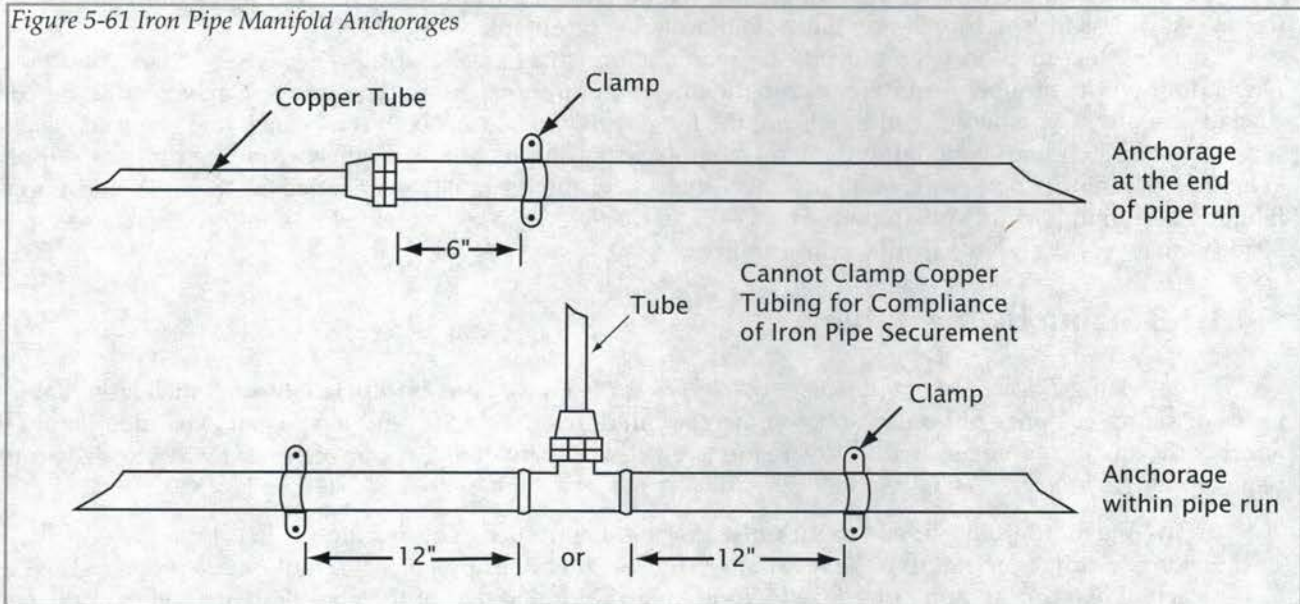 Figure 5-61 Iron Pipe Manifold Anchorages
Clamp
Copper Tube
Anchorage
at the end
of pipe run
6"
Cannot Clamp Copper
Tubing for Compliance
of Iron Pipe Securement
Tube
Clamp
Anchorage
within pipe run
12" or 12"